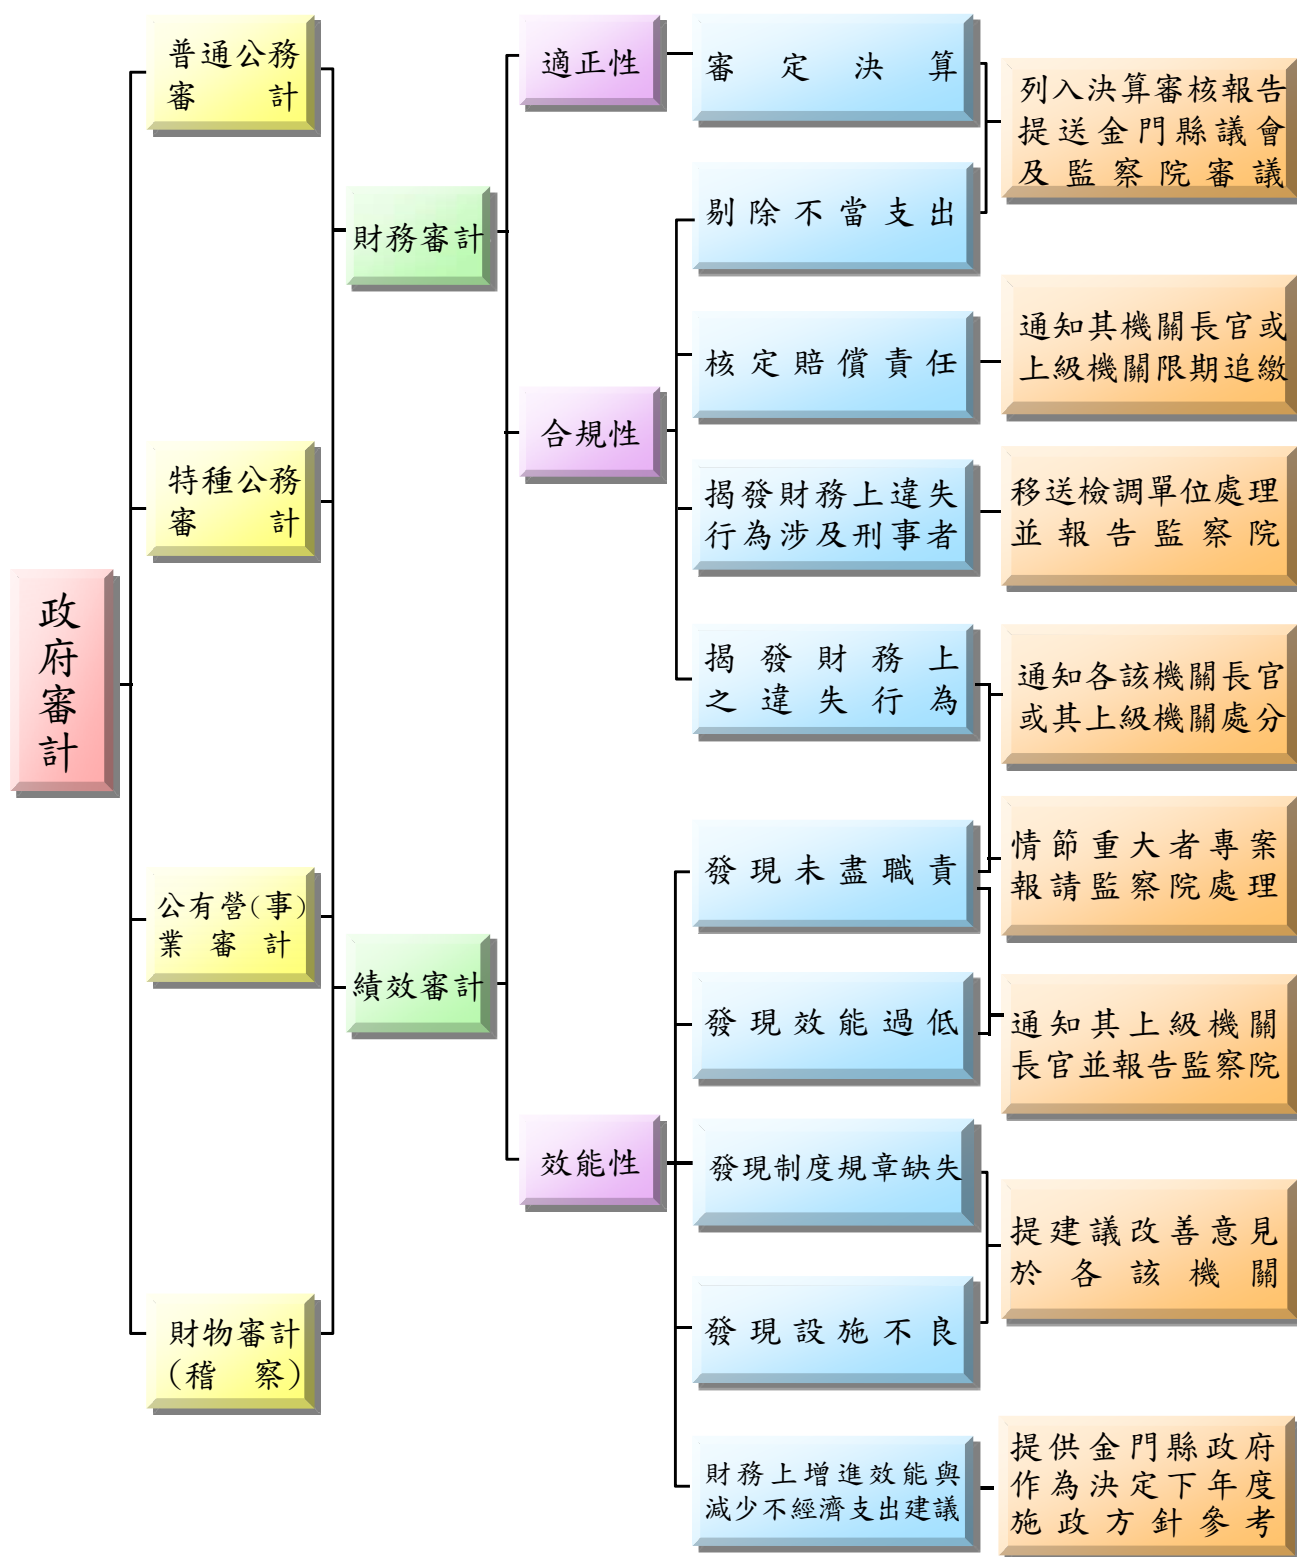 政府審計
普通公務
審計
特種公務
審計
公有營(事)
業審計
財物審計
(稽察)
財務審計
績效審計
適正性
合規性
效能性
審定決算
剔除不當支出
核定賠償責任
揭發財務上違失
行為涉及刑事者
揭發財務上
之違失行為
發現未盡職責
發現效能過低
發現制度規章缺失
發現設施不良
財務上增進效能與
減少不經濟支出建議
列入決算審核報告
提送金門縣議會
及監察院審議
通知其機關長官或
上級機關限期追繳
移送檢調單位處理
並報告監察院
通知各該機關長官
或其上級機關處分
情節重大者專案
報請監察院處理
通知其上級機關
長官並報告監察院
提建議改善意見
於各該機關
提供金門縣政府
作為決定下年度
施政方針參考